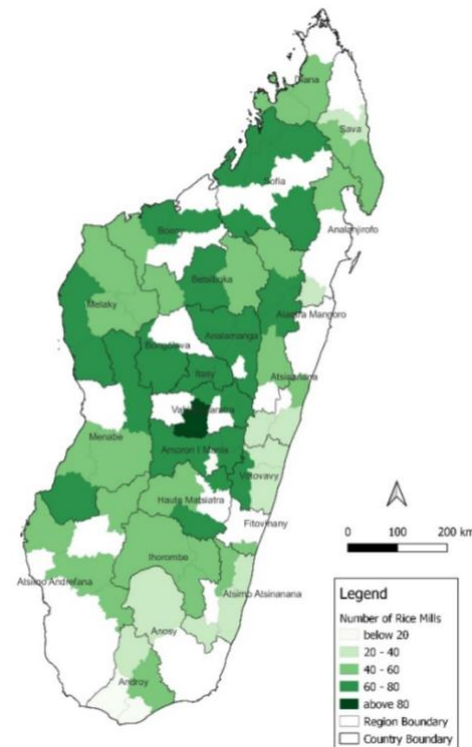 Diana
Sava
Sofia
Analanjirofo
Boeny
Betsiboka
Melaky
Alaotra Mangoro
Bongolava
Analamanga
Itasy
Atsinanana
Menabe
Amoron I Mania
Vatovavy
Haute Matsiatra
Fitovinany
Ihorombe
Atsimo Andrefana
Atsimo Atsinanana
Anosy
Androy
0 100 200 km
Legend
Number of Rice Mills
below 20
20 - 40
40 - 60
60 - 80
above 80
Region Boundary
Country Boundary